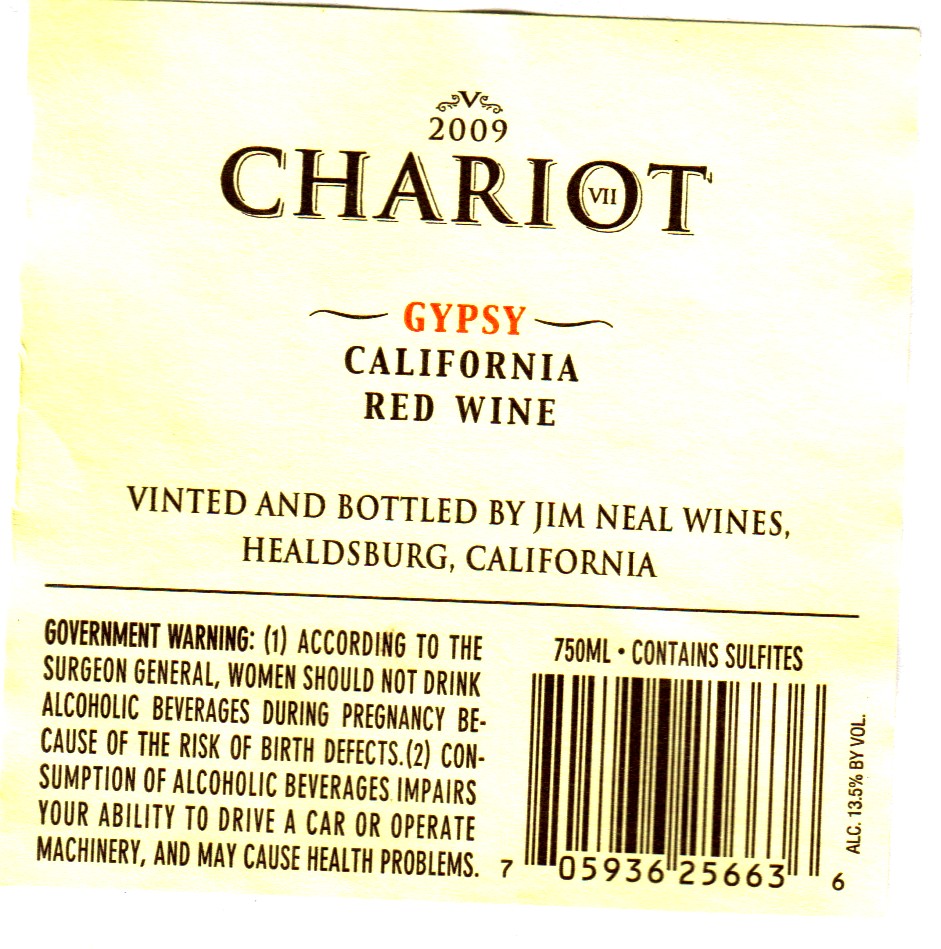 V
2009
CHARIOT
VII
GYPSY
CALIFORNIA
RED WINE
VINTED AND BOTTLED BY JIM NEAL WINES,
HEALDSBURG, CALIFORNIA
GOVERNMENT WARNING: (1) ACCORDING TO THE
SURGEON GENERAL, WOMEN SHOULD NOT DRINK
ALCOHOLIC BEVERAGES DURING PREGNANCY BE-
CAUSE OF THE RISK OF BIRTH DEFECTS.(2) CON-
SUMPTION OF ALCOHOLIC BEVERAGES IMPAIRS
YOUR ABILITY TO DRIVE A CAR OR OPERATE
MACHINERY, AND MAY CAUSE HEALTH PROBLEMS.
750ML • CONTAINS SULFITES
7 05936 25663 6
ALC. 13.5% BY VOL.